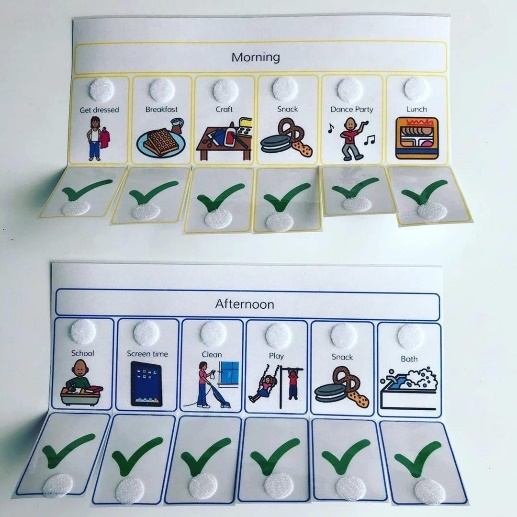 Morning
Get dressed
Breakfast
Craft
Snack
Dance Party
Lunch
Afternoon
School
Screen time
Clean
Play
Snack
Bath